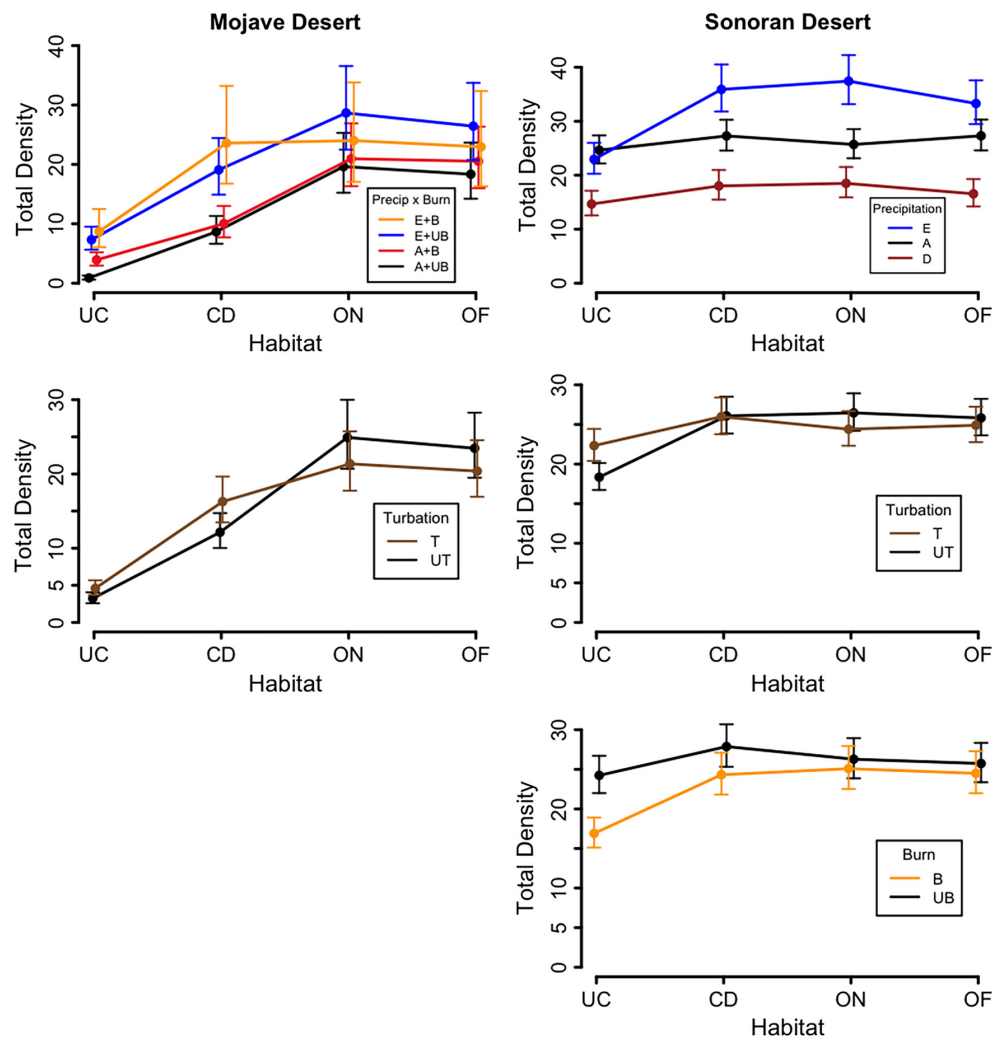 Mojave Desert
Total Density
0 10 20 30 40
UC CD ON OF
Habitat
Precip x Burn
E+B
E+UB
A+B
A+UB
Sonoran Desert
Total Density
0 10 20 30 40
UC CD ON OF
Habitat
Precipitation
E
A
D
Total Density
0 5 10 20 30
UC CD ON OF
Habitat
Turbation
T
UT
Total Density
0 5 10 20 30
UC CD ON OF
Habitat
Turbation
T
UT
Total Density
0 5 10 20 30
UC CD ON OF
Habitat
Burn
B
UB